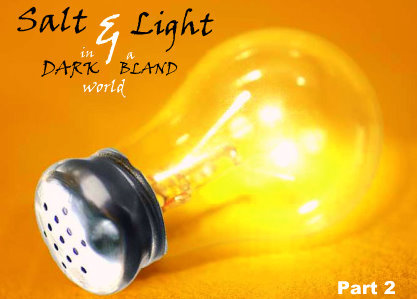 Salt & Light
in a
DARK BLAND
world
Part 2